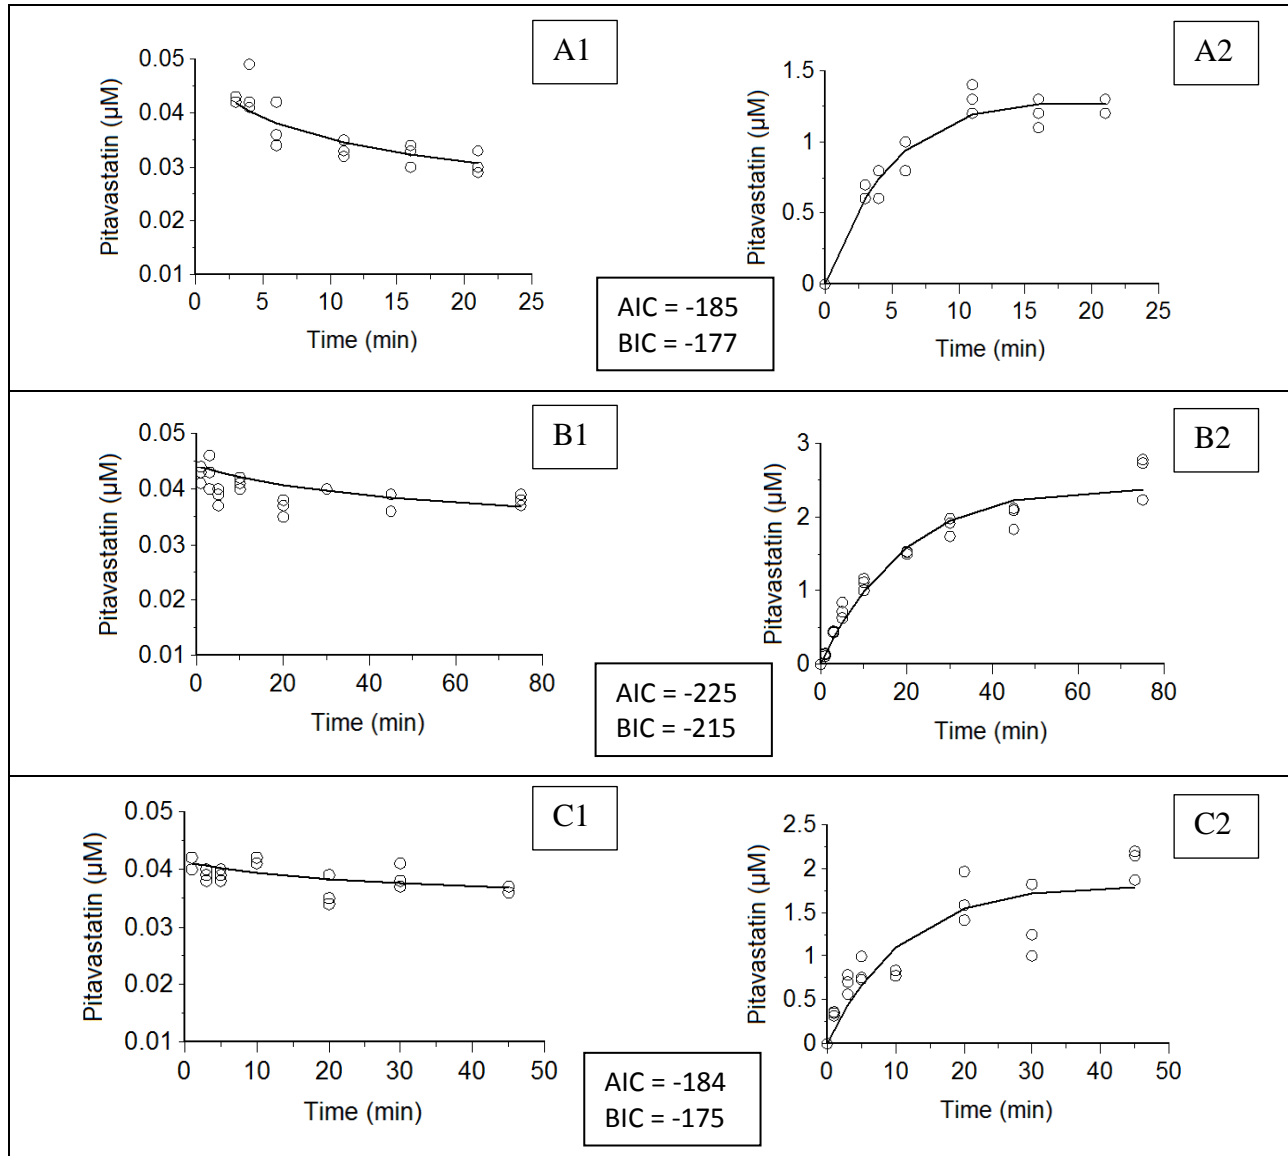 A1
Pitavastatin (µM)
0.05
0.04
0.03
0.02
0.01
0 5 10 15 20 25
Time (min)
A2
Pitavastatin (µM)
1.5
1
0.5
0
0 5 10 15 20 25
Time (min)
AIC = -185
BIC = -177
B1
Pitavastatin (µM)
0.05
0.04
0.03
0.02
0.01
0 20 40 60 80
Time (min)
B2
Pitavastatin (µM)
3
2
1
0
0 20 40 60 80
Time (min)
AIC = -225
BIC = -215
C1
Pitavastatin (µM)
0.05
0.04
0.03
0.02
0.01
0 10 20 30 40 50
Time (min)
C2
Pitavastatin (µM)
2.5
2
1.5
1
0.5
0
0 10 20 30 40 50
Time (min)
AIC = -184
BIC = -175